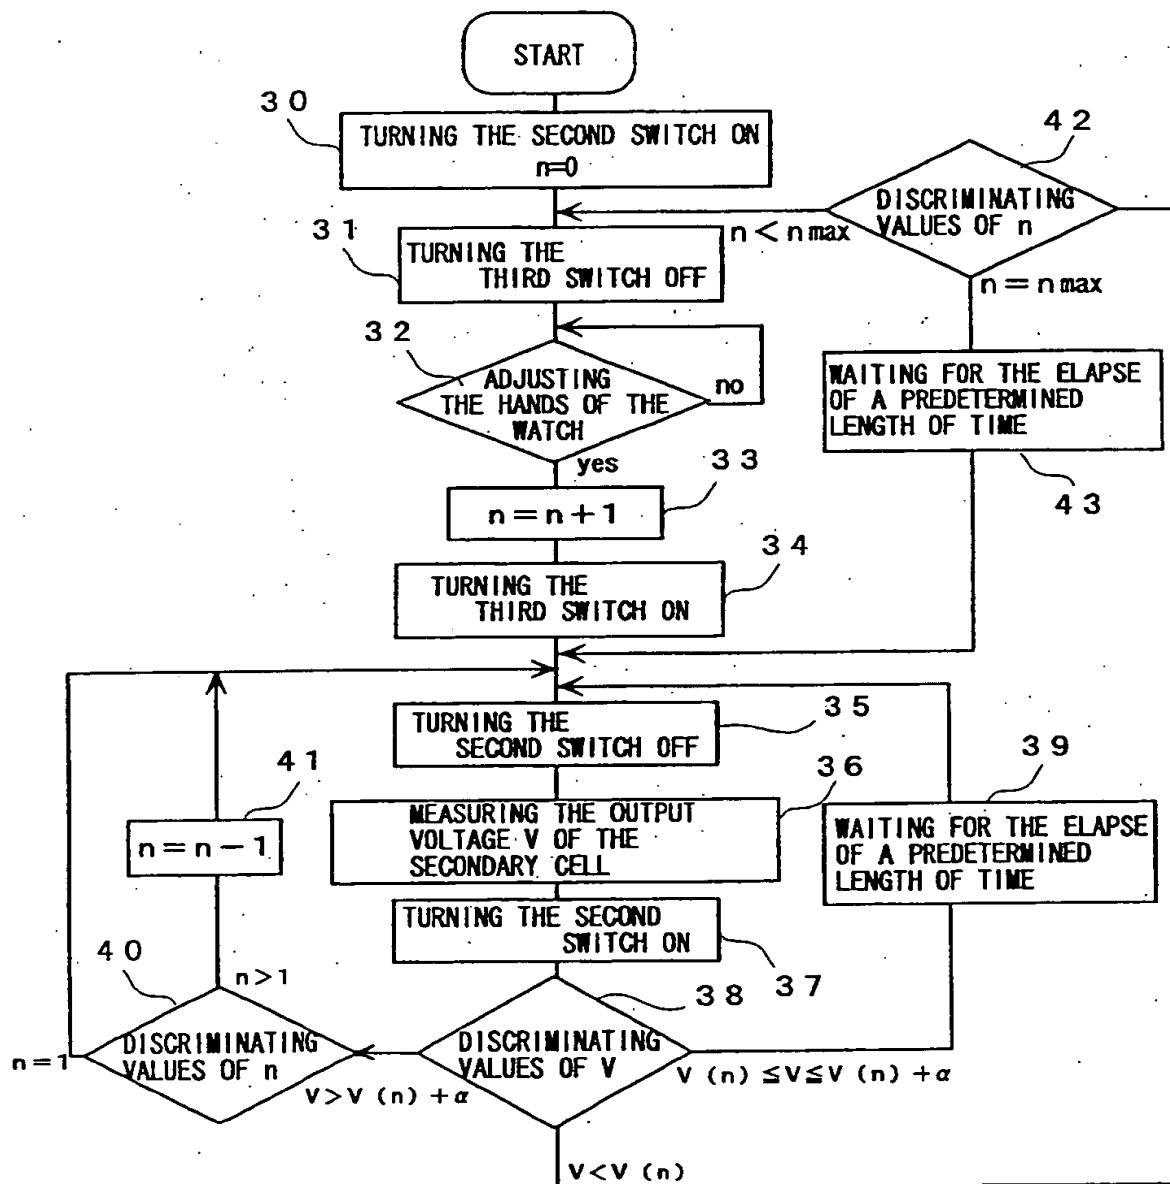 START
30
TURNING THE SECOND SWITCH ON
n=0
42
DISCRIMINATING
VALUES OF n
n<nmax
n=nmax
31
TURNING THE
THIRD SWITCH OFF
32
ADJUSTING
THE HANDS OF THE
WATCH
no
yes
WAITING FOR THE ELAPSE
OF A PREDETERMINED
LENGTH OF TIME
43
33
n=n+1
34
TURNING THE
THIRD SWITCH ON
35
TURNING THE
SECOND SWITCH OFF
36
MEASURING THE OUTPUT
VOLTAGE V OF THE
SECONDARY CELL
39
WAITING FOR THE ELAPSE
OF A PREDETERMINED
LENGTH OF TIME
41
n=n-1
TURNING THE SECOND
SWITCH ON
37
40
n>1
DISCRIMINATING
VALUES OF n
n=1
38
DISCRIMINATING
VALUES OF V
V>V (n) +α
V (n) ≤V≤V (n) +α
V<V (n)